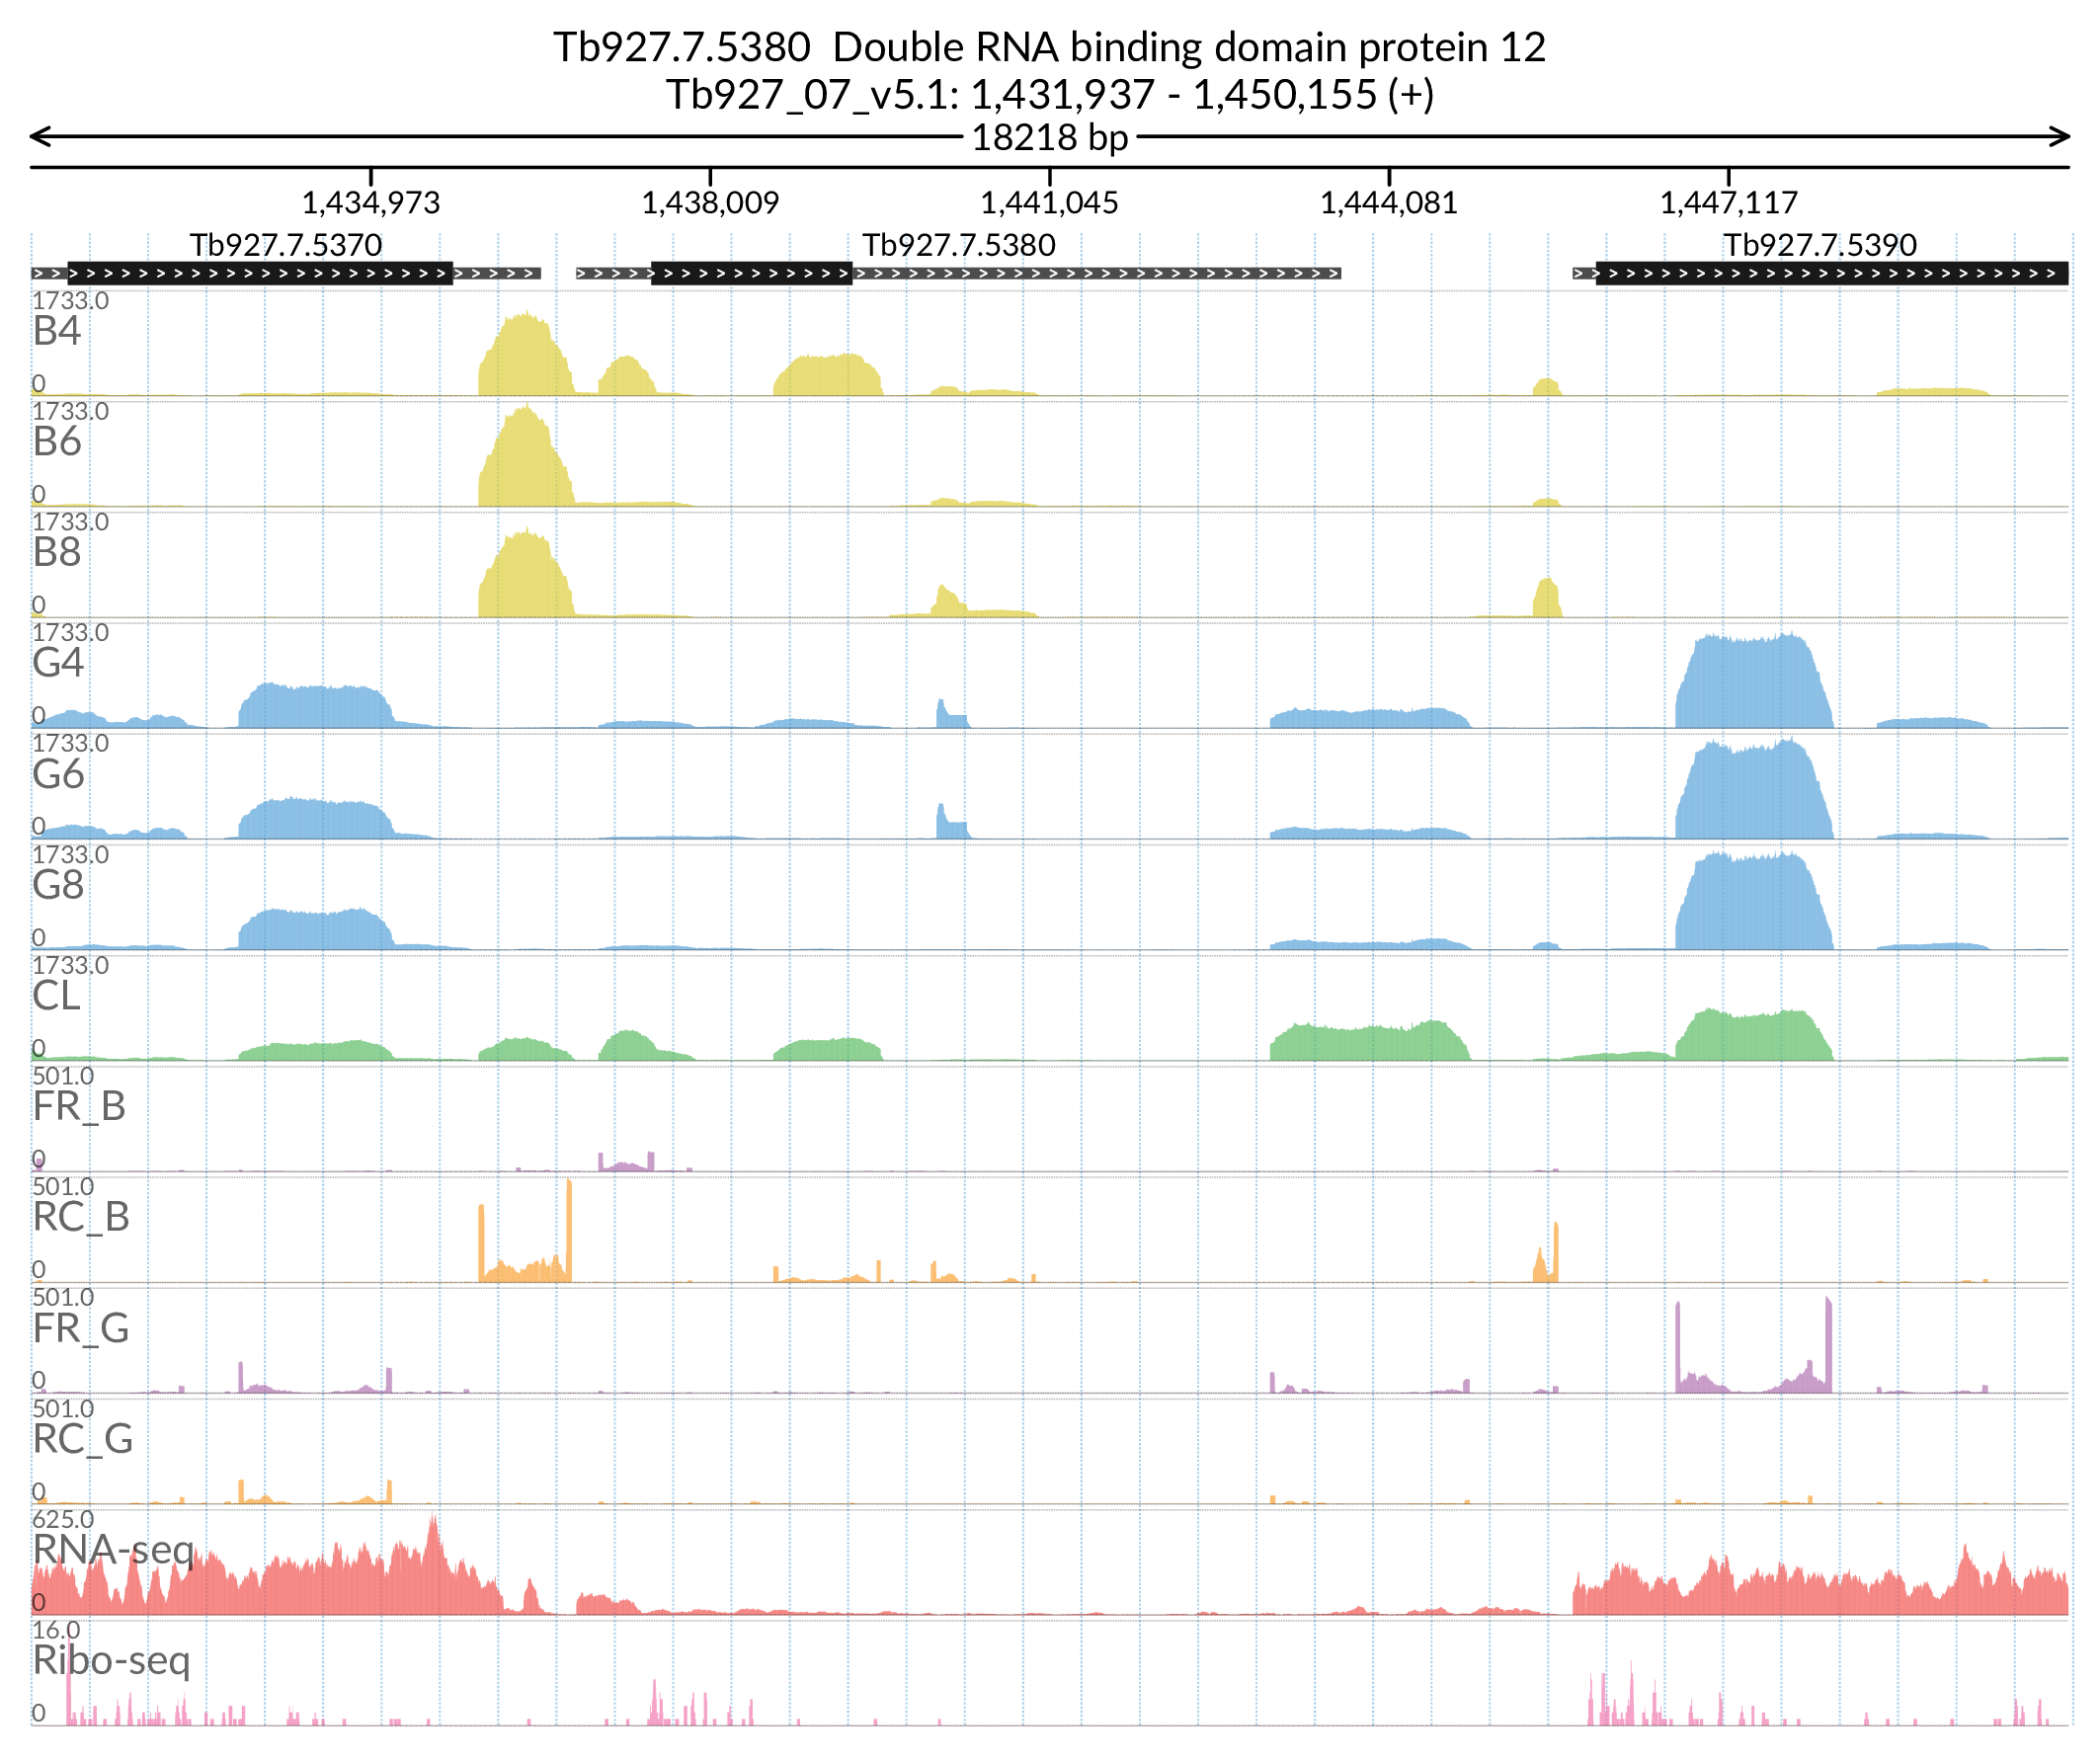 Tb927.7.5380 Double RNA binding domain protein 12
Tb927_07_v5.1: 1,431,937 - 1,450,155 (+)
18218 bp
1,434,973 1,438,009 1,441,045 1,444,081 1,447,117
Tb927.7.5370 Tb927.7.5380 Tb927.7.5390
1733.0
B4
0
1733.0
B6
0
1733.0
B8
0
1733.0
G4
0
1733.0
G6
0
1733.0
G8
0
1733.0
CL
0
501.0
FR_B
0
501.0
RC_B
0
501.0
FR_G
0
501.0
RC_G
0
625.0
RNA-seq
0
16.0
Ribo-seq
0